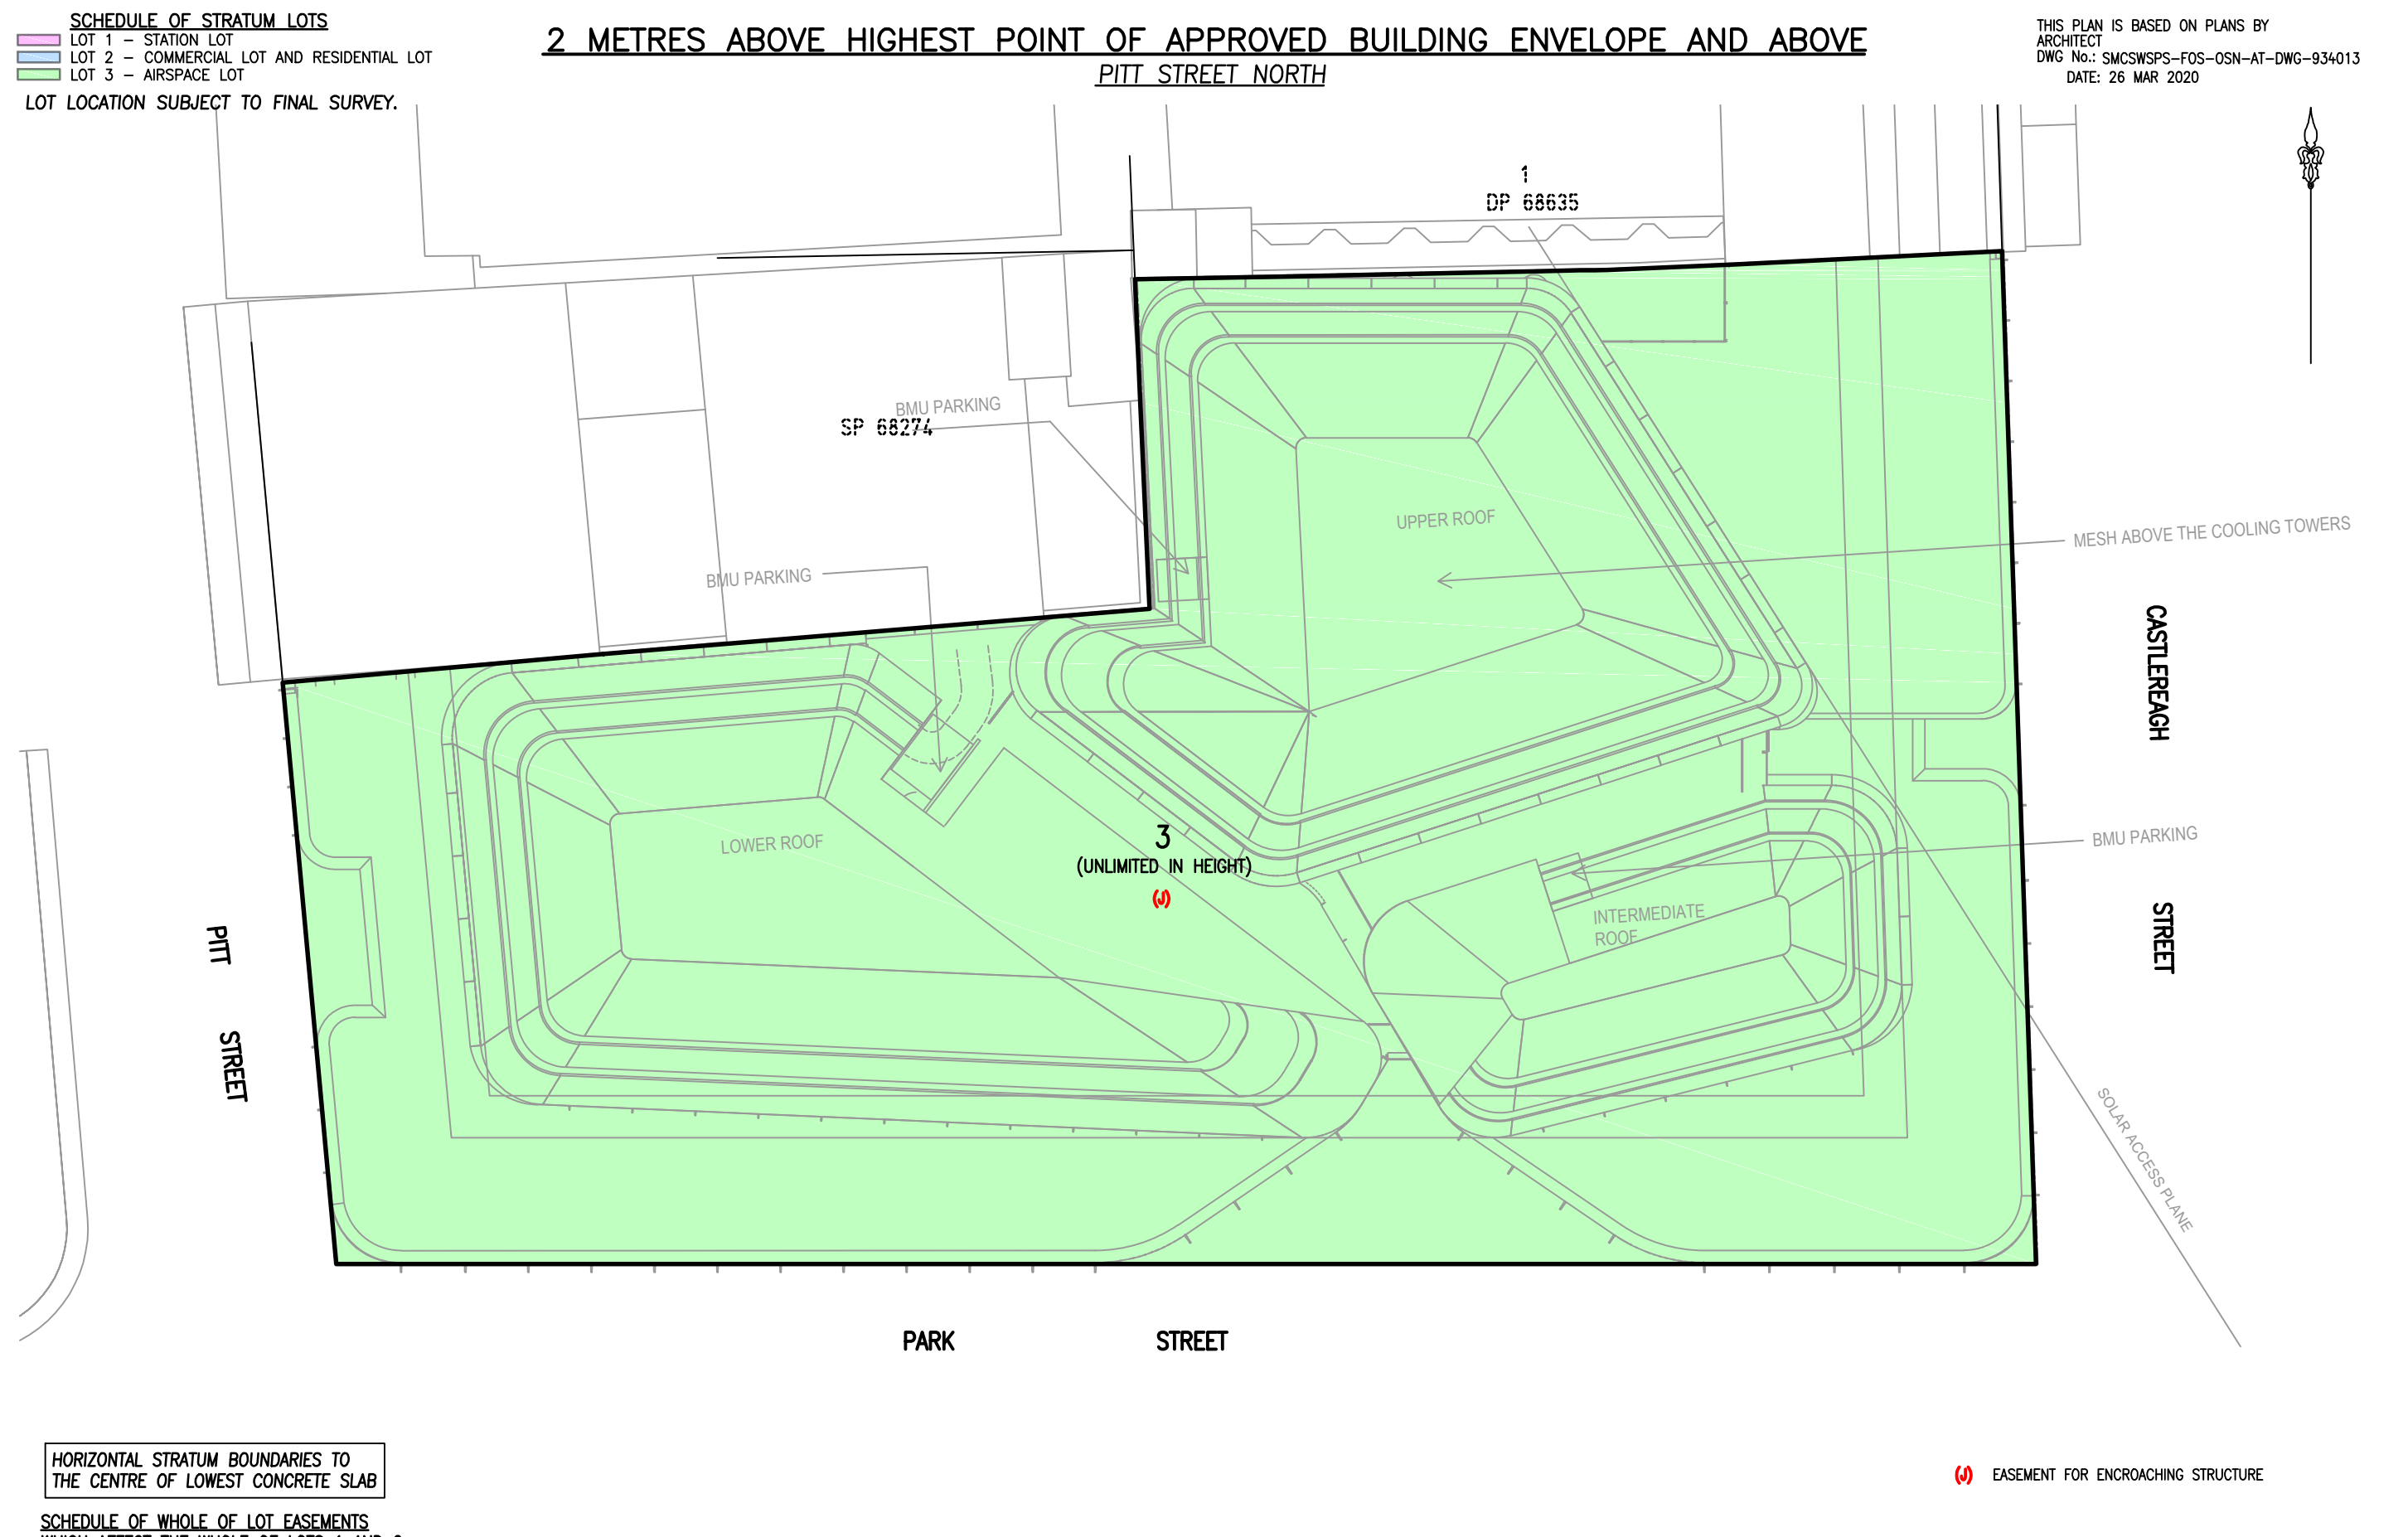 SCHEDULE OF STRATUM LOTS
LOT 1 – STATION LOT
LOT 2 – COMMERCIAL LOT AND RESIDENTIAL LOT
LOT 3 – AIRSPACE LOT
LOT LOCATION SUBJECT TO FINAL SURVEY.
2 METRES ABOVE HIGHEST POINT OF APPROVED BUILDING ENVELOPE AND ABOVE
PITT STREET NORTH
THIS PLAN IS BASED ON PLANS BY
ARCHITECT
DWG No.: SMCSWSPS-FOS-OSN-AT-DWG-934013
DATE: 26 MAR 2020
1
DP 68635
BMU PARKING
SP 68274
UPPER ROOF
MESH ABOVE THE COOLING TOWERS
BMU PARKING
CASTLEREAGH
STREET
LOWER ROOF
3
(UNLIMITED IN HEIGHT)
(J)
BMU PARKING
INTERMEDIATE
ROOF
PITT
STREET
SOLAR ACCESS PLANE
PARK STREET
HORIZONTAL STRATUM BOUNDARIES TO
THE CENTRE OF LOWEST CONCRETE SLAB
(J) EASEMENT FOR ENCROACHING STRUCTURE
SCHEDULE OF WHOLE OF LOT EASEMENTS